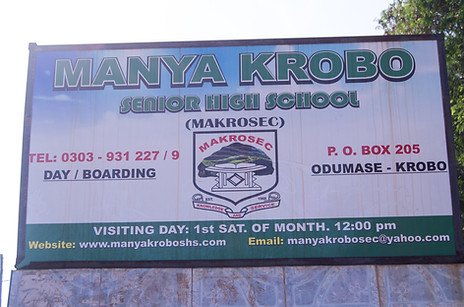 MANYA KROBO
SENIOR HIGH SCHOOL
(MAKROSEC)
TEL: 0303 - 931 227 / 9
DAY / BOARDING
MAKROSEC
P. O. BOX 205
ODUMASE - KROBO
VISITING DAY: 1st SAT. OF MONTH. 12:00 pm
Website: www.manyakroboshs.com Email: manyakrobosec@yahoo.com